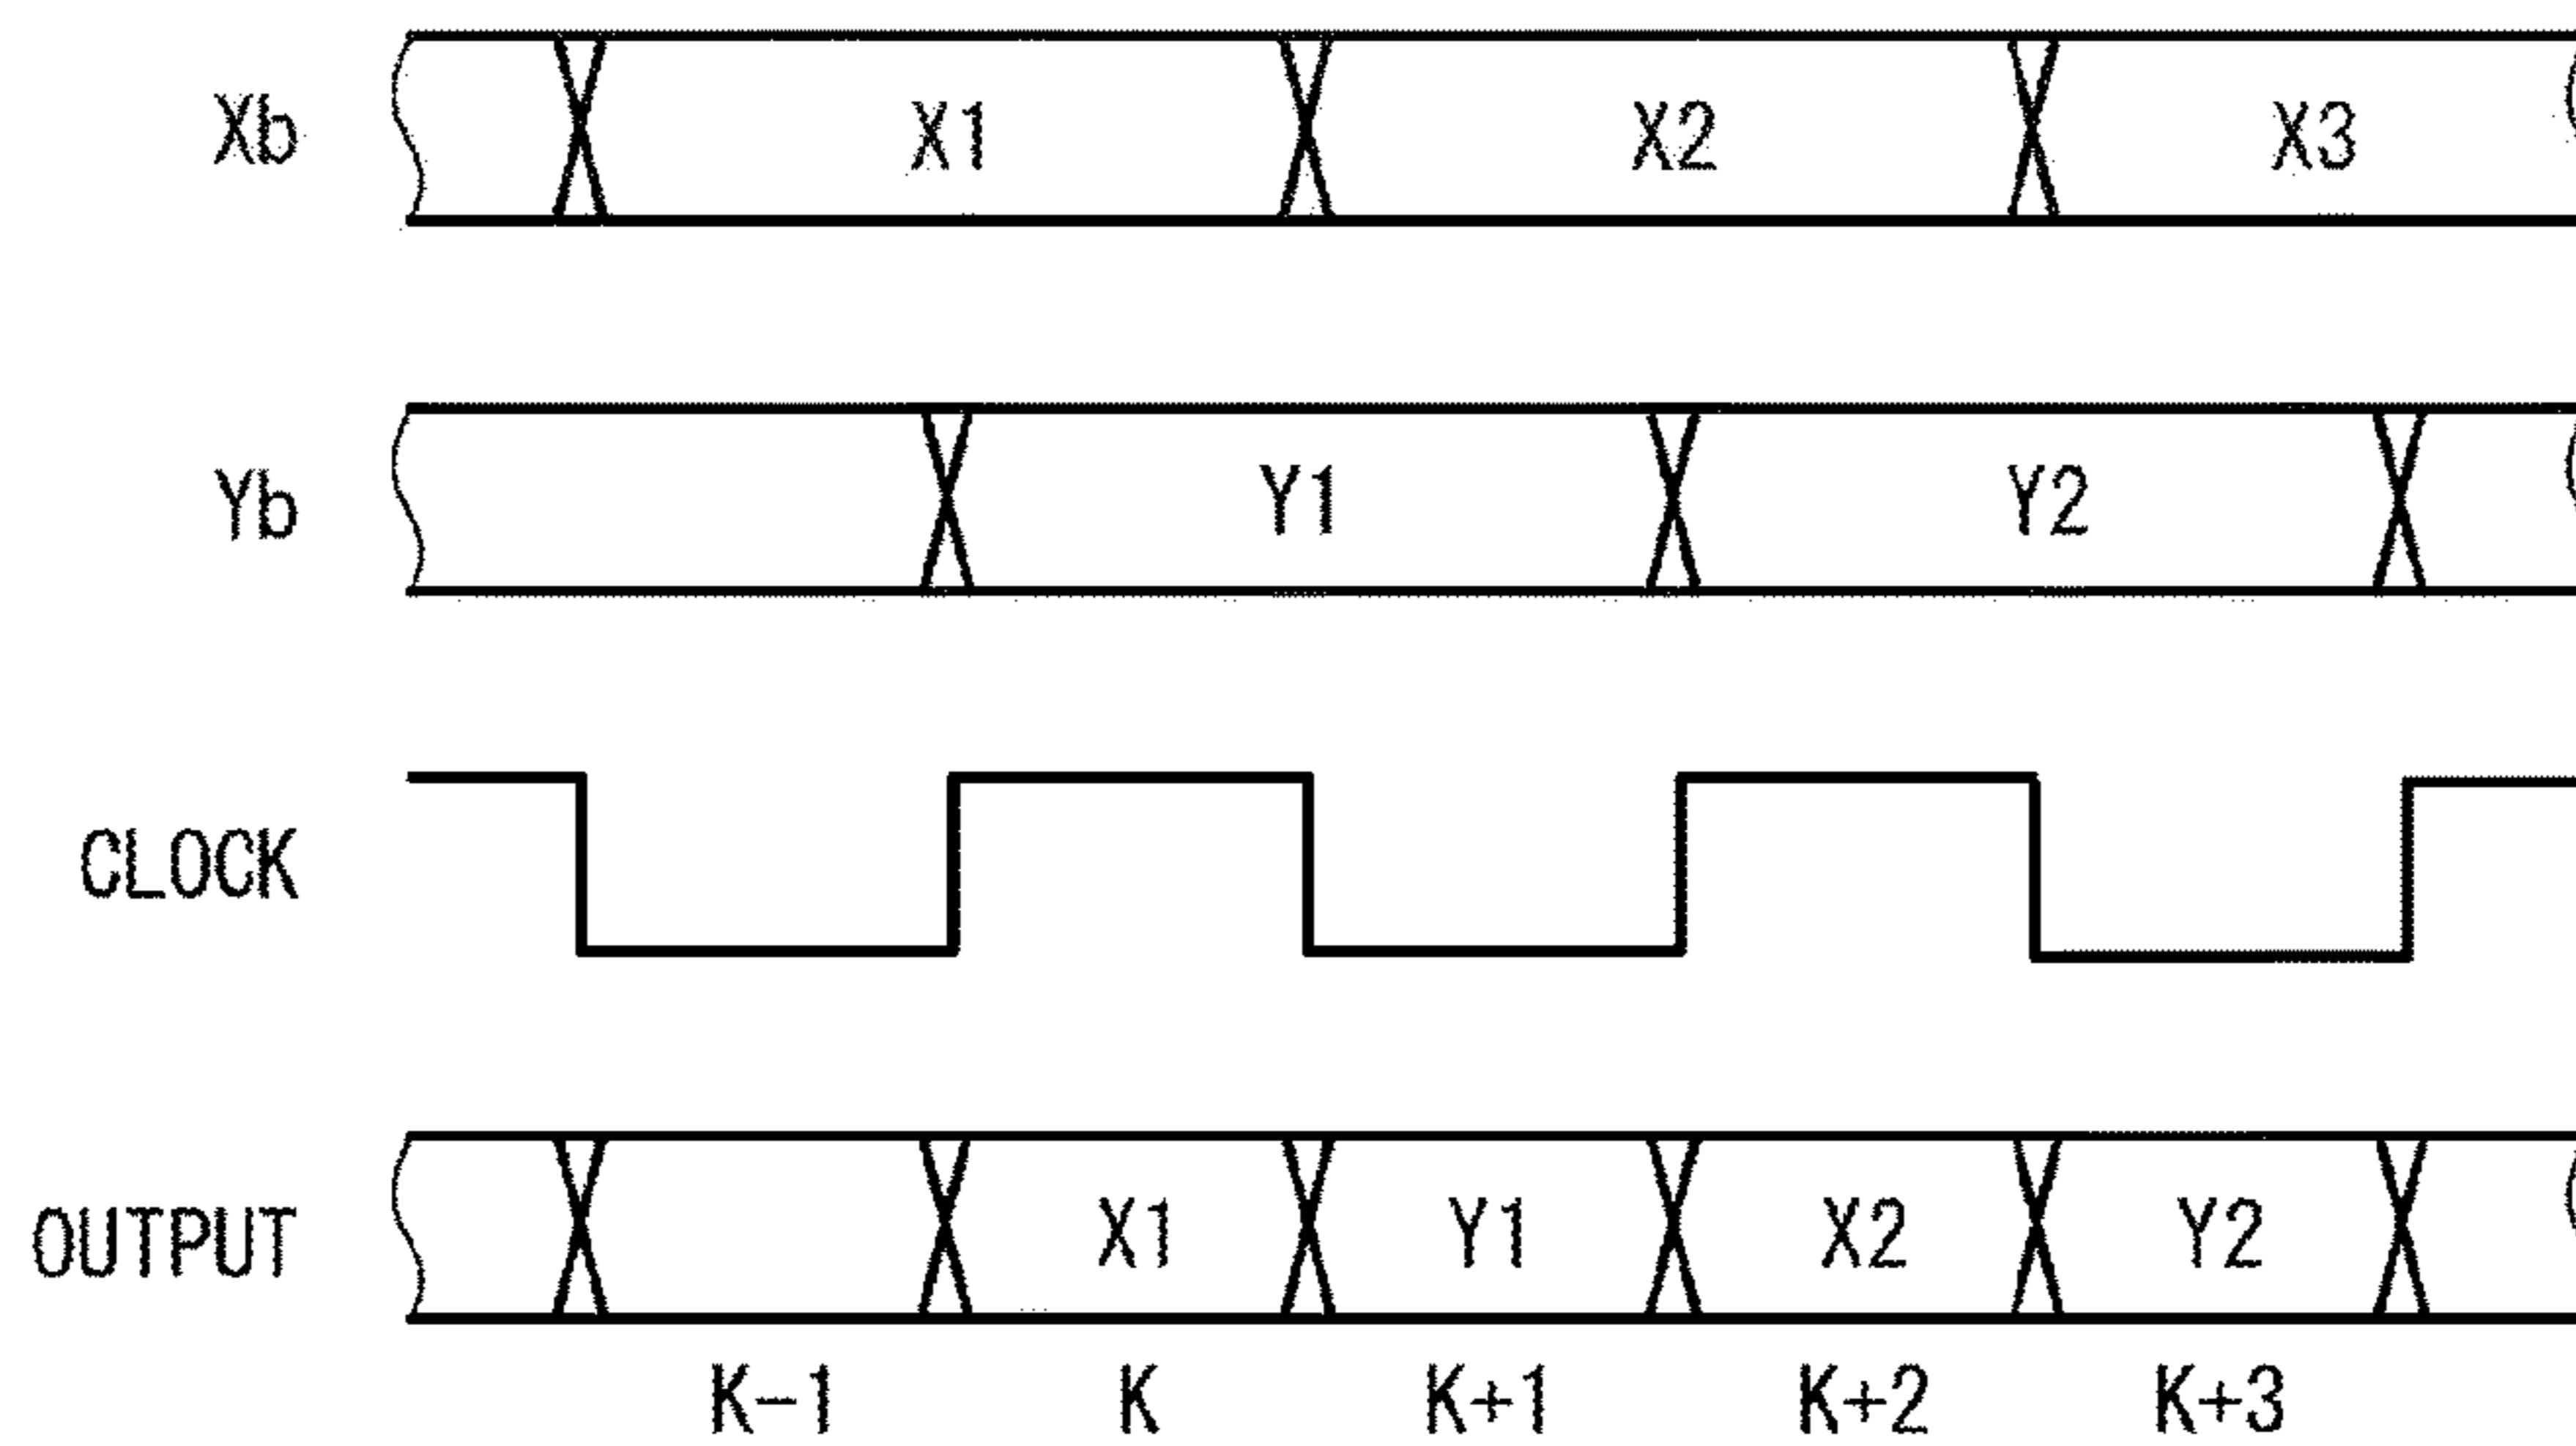 Xb X1 X2 X3
Yb Y1 Y2
CLOCK
OUTPUT X1 Y1 X2 Y2
K-1 K K+1 K+2 K+3